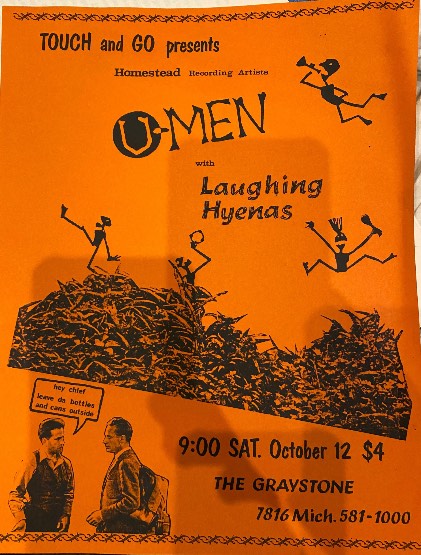 TOUCH and GO presents
Homestead Recording Artists
U-MEN
with
Laughing
Hyenas
hey chief
leave da bottles
and cans outside
9:00 SAT. October 12 $4
THE GRAYSTONE
7816 Mich. 581-1000